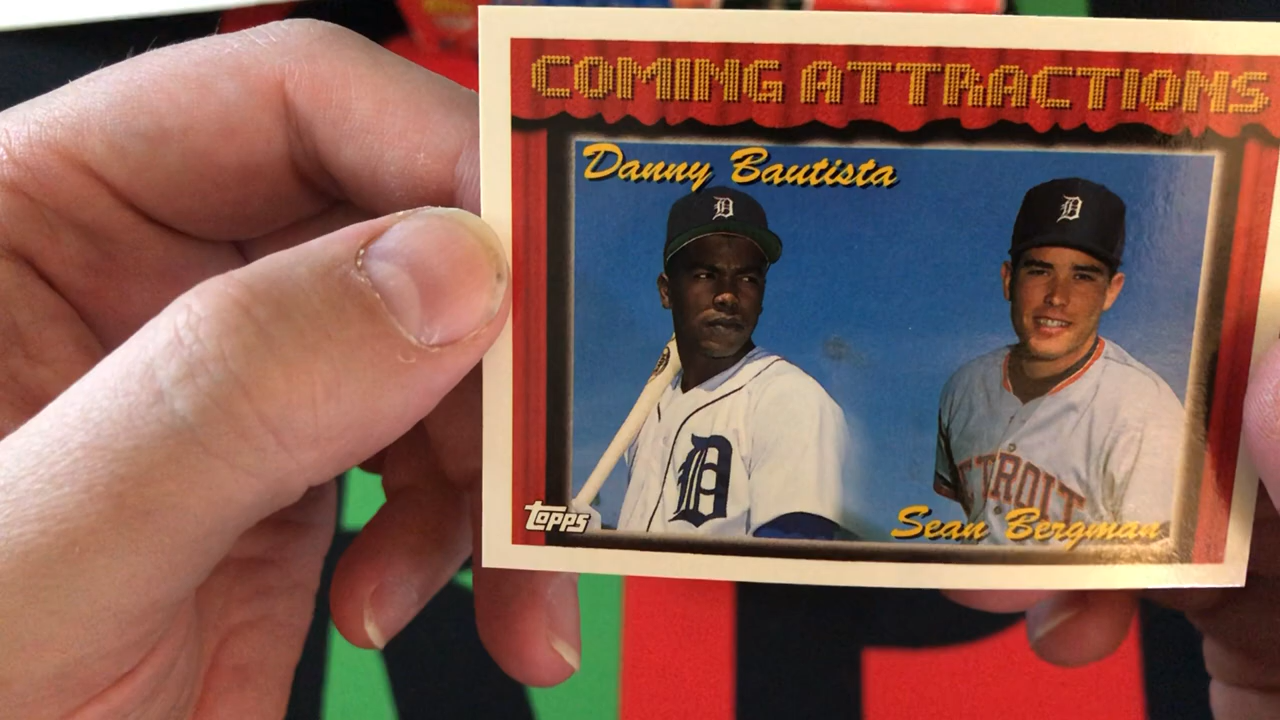 COMING ATTRACTIONS
Danny Bautista
D
D
D
DETROIT
Sean Bergman
TOPPS